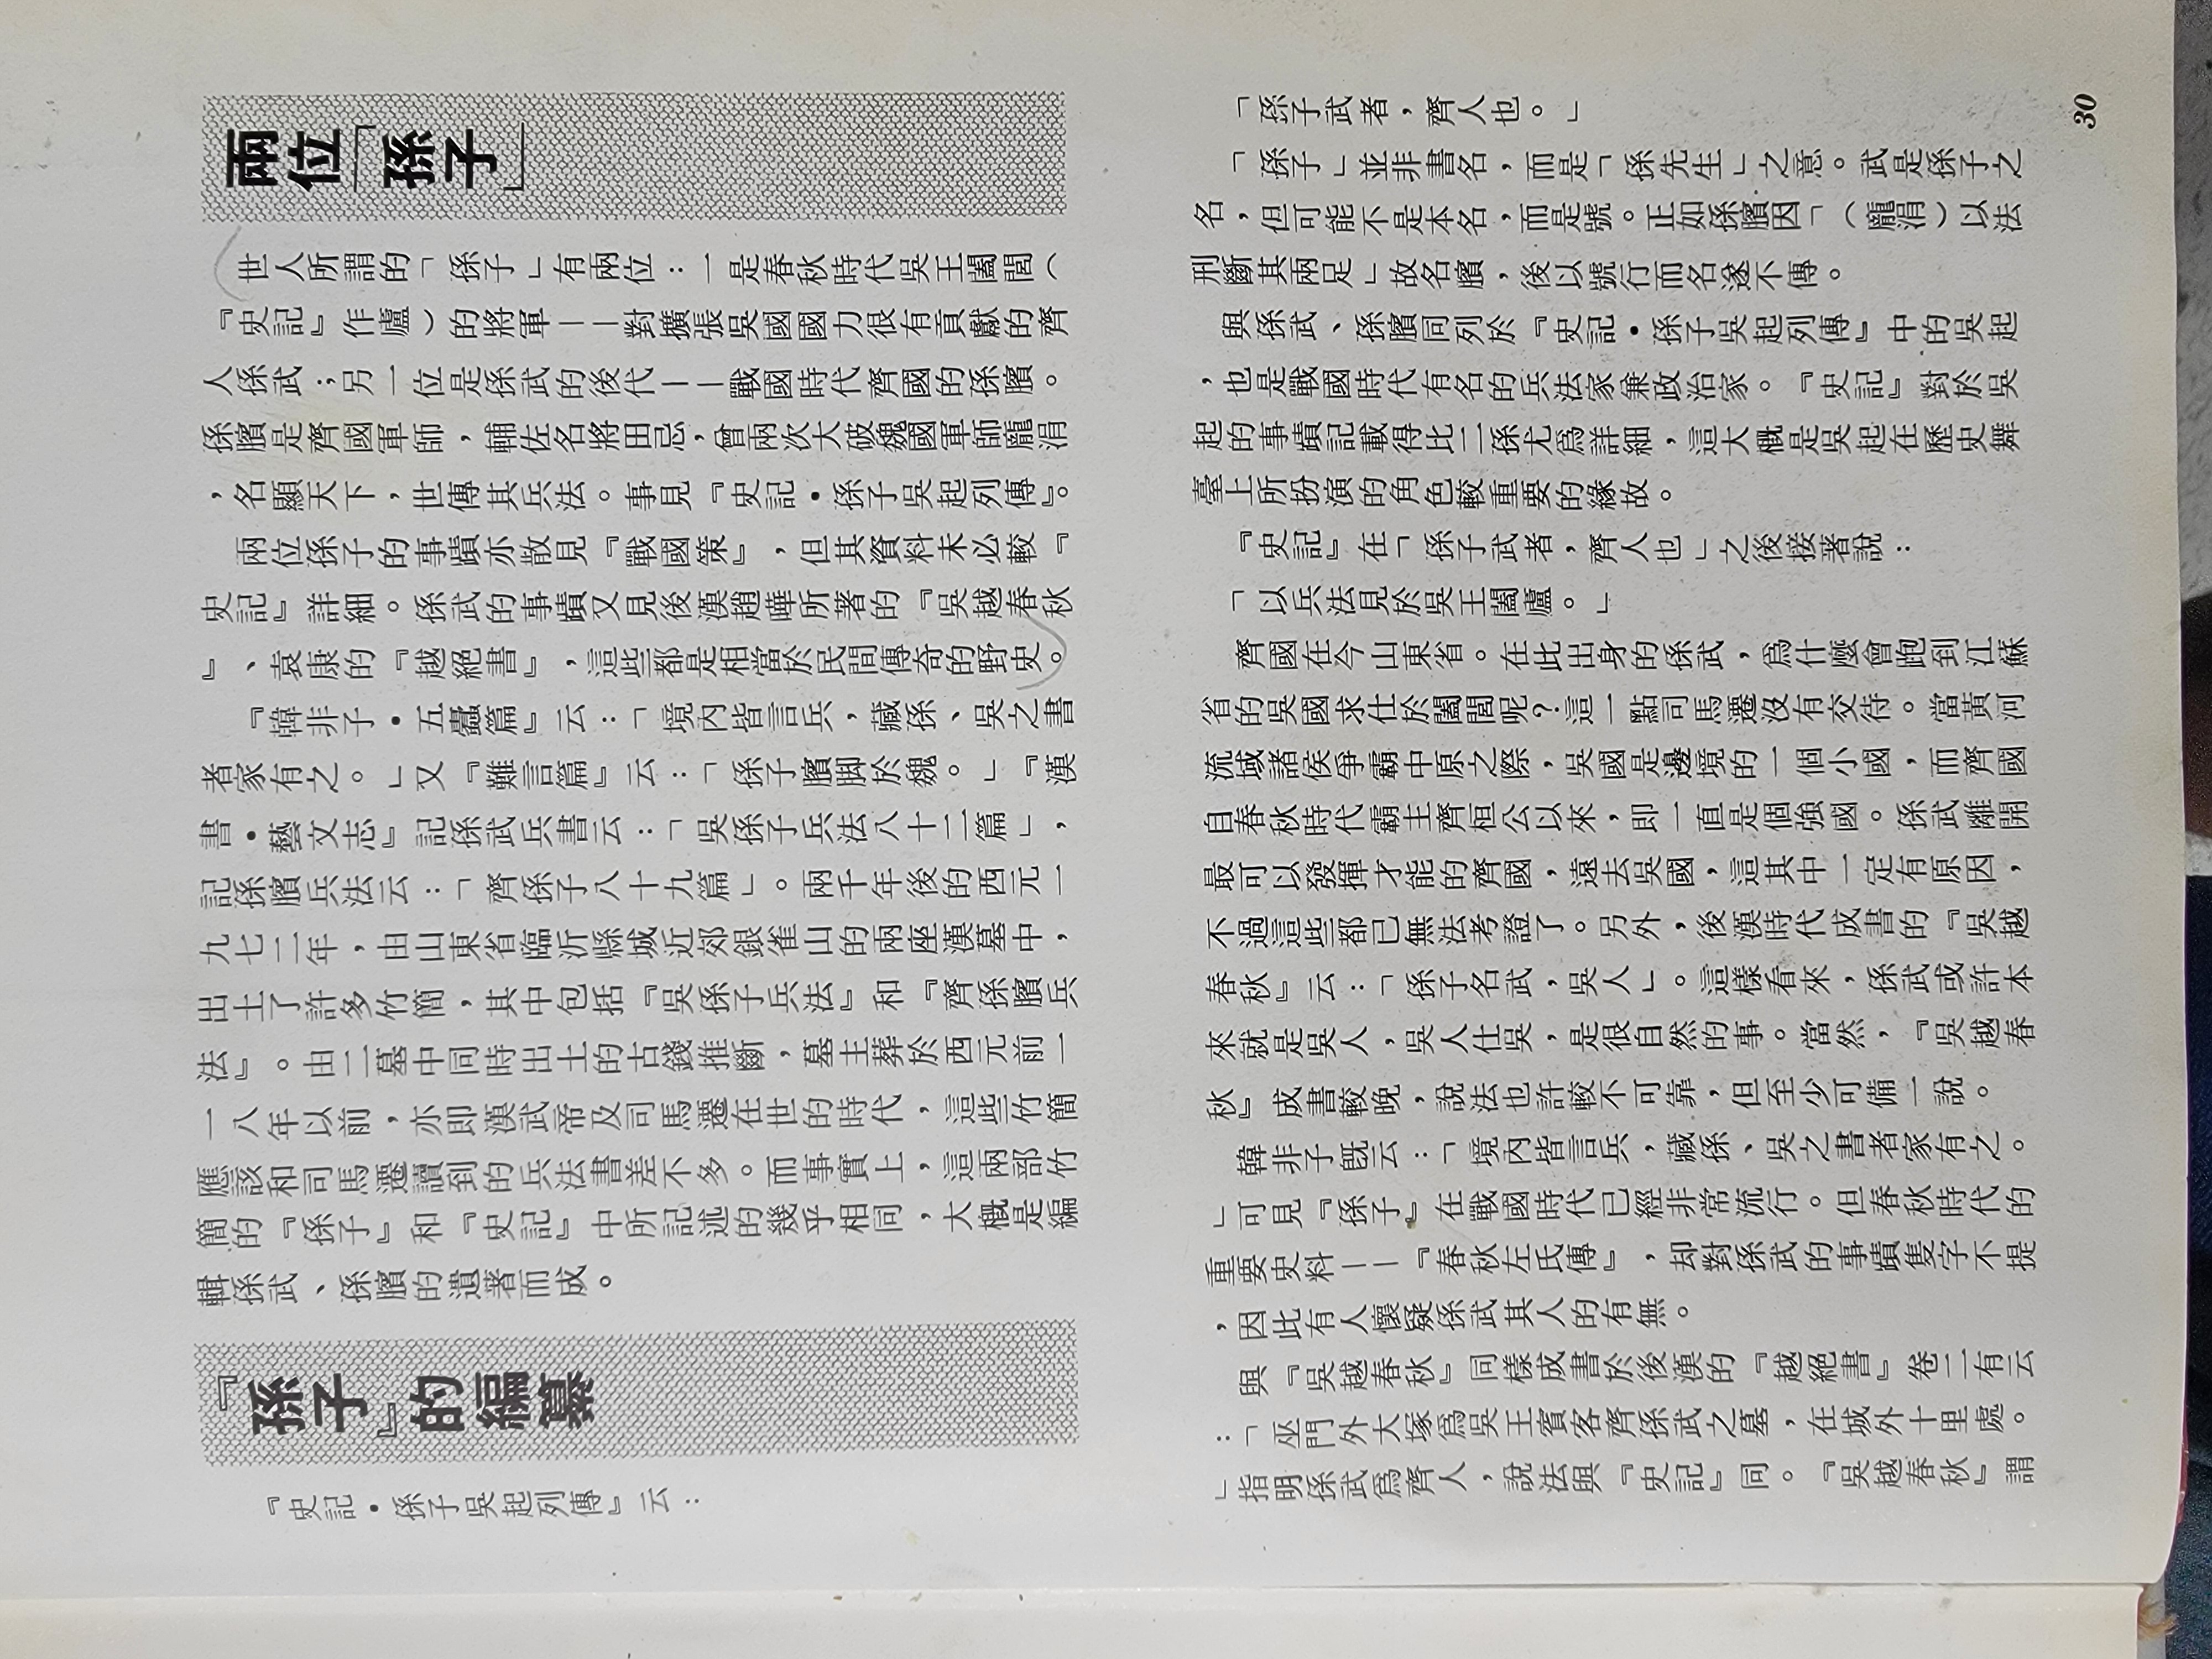 兩位「孫子」
世人所謂的「孫子」有兩位：一是春秋時代吳王闔閭（
『史記』作廬）的將軍——對擴張吳國國力很有貢獻的齊
人孫武；另一位是孫武的後代——戰國時代齊國的孫臏。
孫臏是齊國軍師，輔佐名將田忌，曾兩次大破魏國軍師龐涓
，名顯天下，世傳其兵法。事見『史記・孫子吳起列傳』。
兩位孫子的事蹟亦散見『戰國策』，但其資料未必較『
史記』詳細。孫武的事蹟又見後漢趙曄所著的『吳越春秋
』、袁康的『越絕書』，這些都是相當於民間傳奇的野史。
『韓非子・五蠹篇』云：「境內皆言兵，藏孫、吳之書
者家有之。」又『難言篇』云：「孫子臏脚於魏。」『漢
書・藝文志』記孫武兵書云：「吳孫子兵法八十二篇」，
記孫臏兵法云：「齊孫子八十九篇」。兩千年後的西元一
九七二年，由山東省臨沂縣城近郊銀雀山的兩座漢墓中，
出土了許多竹簡，其中包括『吳孫子兵法』和『齊孫臏兵
法』。由二墓中同時出土的古錢推斷，墓主葬於西元前一
一八年以前，亦即漢武帝及司馬遷在世的時代，這些竹簡
應該和司馬遷讀到的兵法書差不多。而事實上，這兩部竹
簡的『孫子』和『史記』中所記述的幾乎相同，大概是編
輯孫武、孫臏的遺著而成。
『孫子』的編纂
『史記・孫子吳起列傳』云：
「孫子武者，齊人也。」
「孫子」並非書名，而是「孫先生」之意。武是孫子之
名，但可能不是本名，而是號。正如孫臏因「（龐涓）以法
刑斷其兩足」故名臏，後以號行而名遂不傳。
與孫武、孫臏同列於『史記・孫子吳起列傳』中的吳起
，也是戰國時代有名的兵法家兼政治家。『史記』對於吳
起的事蹟記載得比二孫尤爲詳細，這大概是吳起在歷史舞
臺上所扮演的角色較重要的緣故。
『史記』在「孫子武者，齊人也」之後接著說：
「以兵法見於吳王闔廬。」
齊國在今山東省。在此出身的孫武，爲什麼會跑到江蘇
省的吳國求仕於闔閭呢？這一點司馬遷沒有交待。當黃河
流域諸侯爭霸中原之際，吳國是邊境的一個小國，而齊國
自春秋時代霸主齊桓公以來，即一直是個強國。孫武離開
最可以發揮才能的齊國，遠去吳國，這其中一定有原因，
不過這些都已無法考證了。另外，後漢時代成書的『吳越
春秋』云：「孫子名武，吳人」。這樣看來，孫武或許本
來就是吳人，吳人仕吳，是很自然的事。當然，『吳越春
秋』成書較晚，說法也許較不可靠，但至少可備一說。
韓非子旣云：「境內皆言兵，藏孫、吳之書者家有之。
」可見『孫子』在戰國時代已經非常流行。但春秋時代的
重要史料——『春秋左氏傳』，却對孫武的事蹟隻字不提
，因此有人懷疑孫武其人的有無。
與『吳越春秋』同樣成書於後漢的『越絕書』卷二有云
：「巫門外大塚爲吳王賓客齊孫武之墓，在城外十里處。
」指明孫武爲齊人，說法與『史記』同。『吳越春秋』謂
30